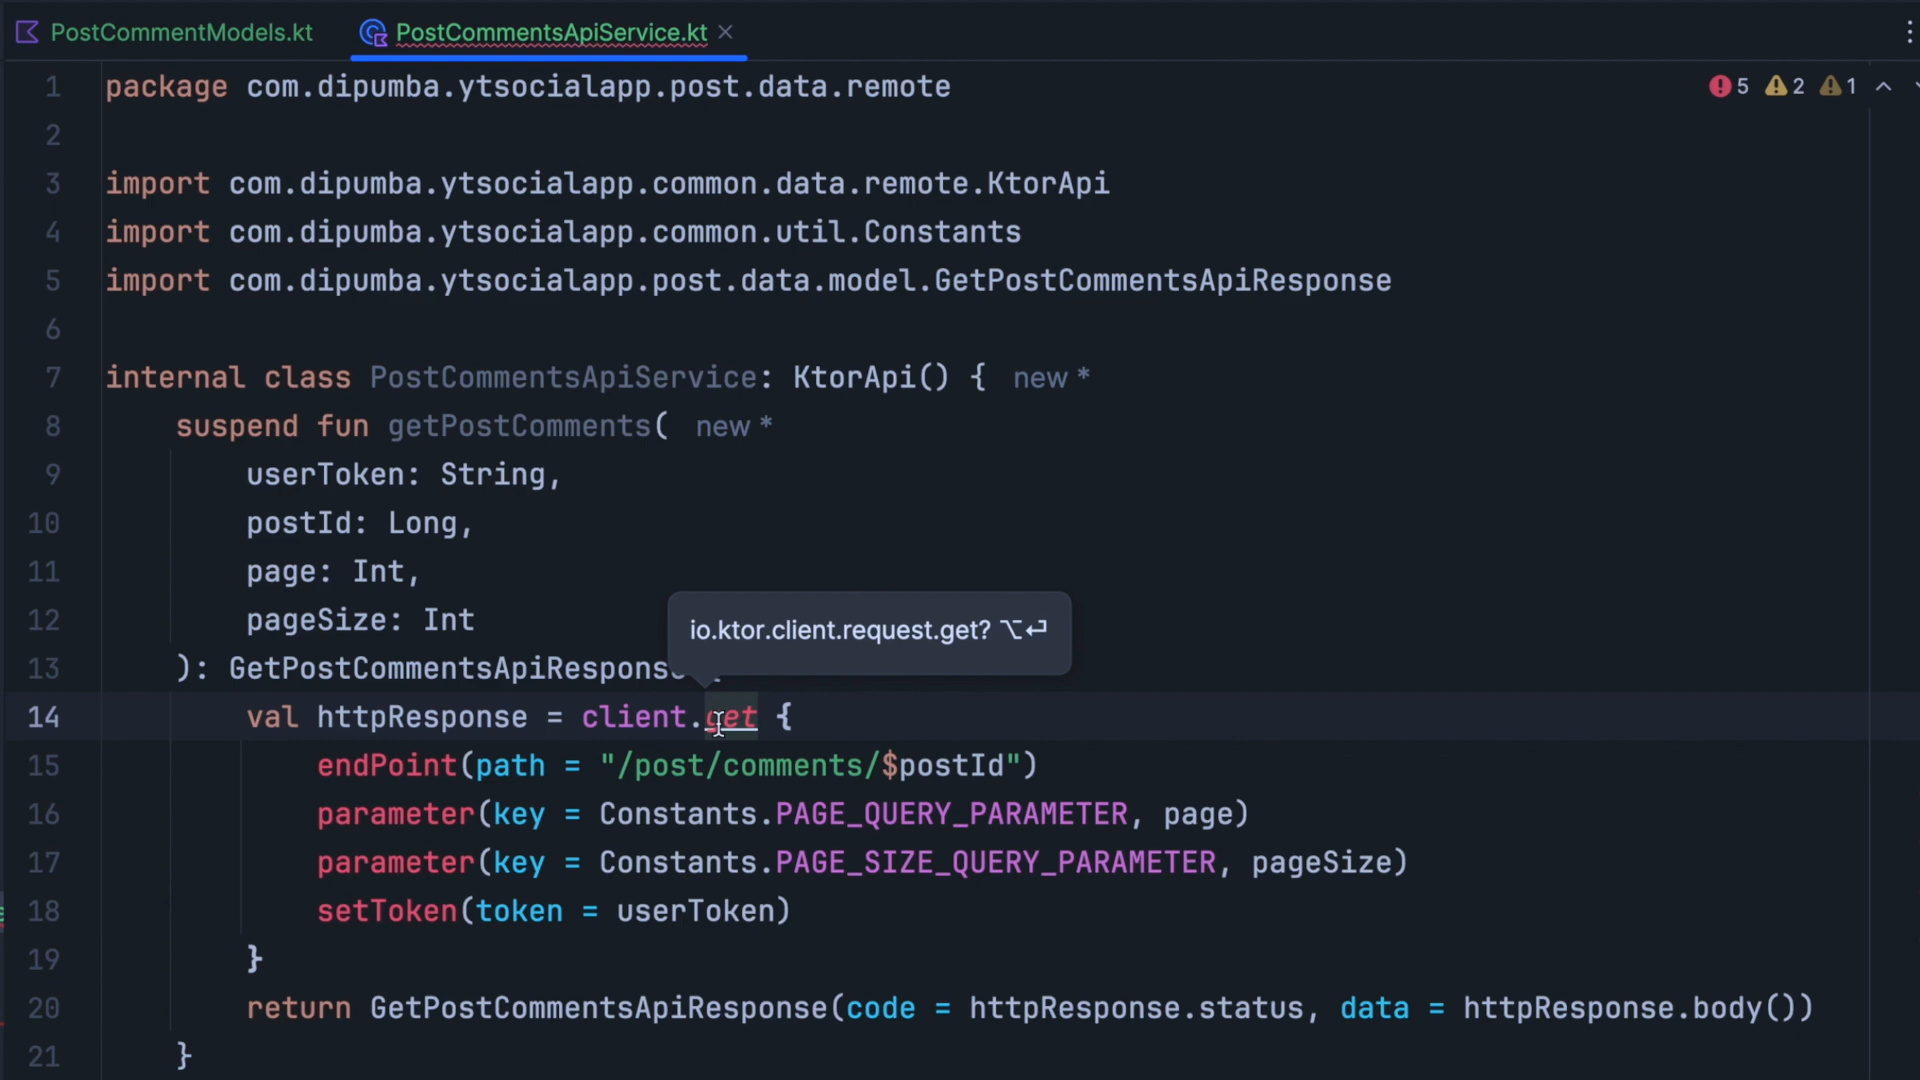 PostCommentModels.kt PostCommentsApiService.kt
1 package com.dipumba.ytsocialapp.post.data.remote 5 2 1
2
3 import com.dipumba.ytsocialapp.common.data.remote.KtorApi
4 import com.dipumba.ytsocialapp.common.util.Constants
5 import com.dipumba.ytsocialapp.post.data.model.GetPostCommentsApiResponse
6
7 internal class PostCommentsApiService: KtorApi() { new *
8 suspend fun getPostComments( new *
9 userToken: String,
10 postId: Long,
11 page: Int,
12 pageSize: Int
io.ktor.client.request.get? ⌥⏎
13 ): GetPostCommentsApiResponse {
14 val httpResponse = client.get {
15 endPoint(path = "/post/comments/$postId")
16 parameter(key = Constants.PAGE_QUERY_PARAMETER, page)
17 parameter(key = Constants.PAGE_SIZE_QUERY_PARAMETER, pageSize)
18 setToken(token = userToken)
19 }
20 return GetPostCommentsApiResponse(code = httpResponse.status, data = httpResponse.body())
21 }